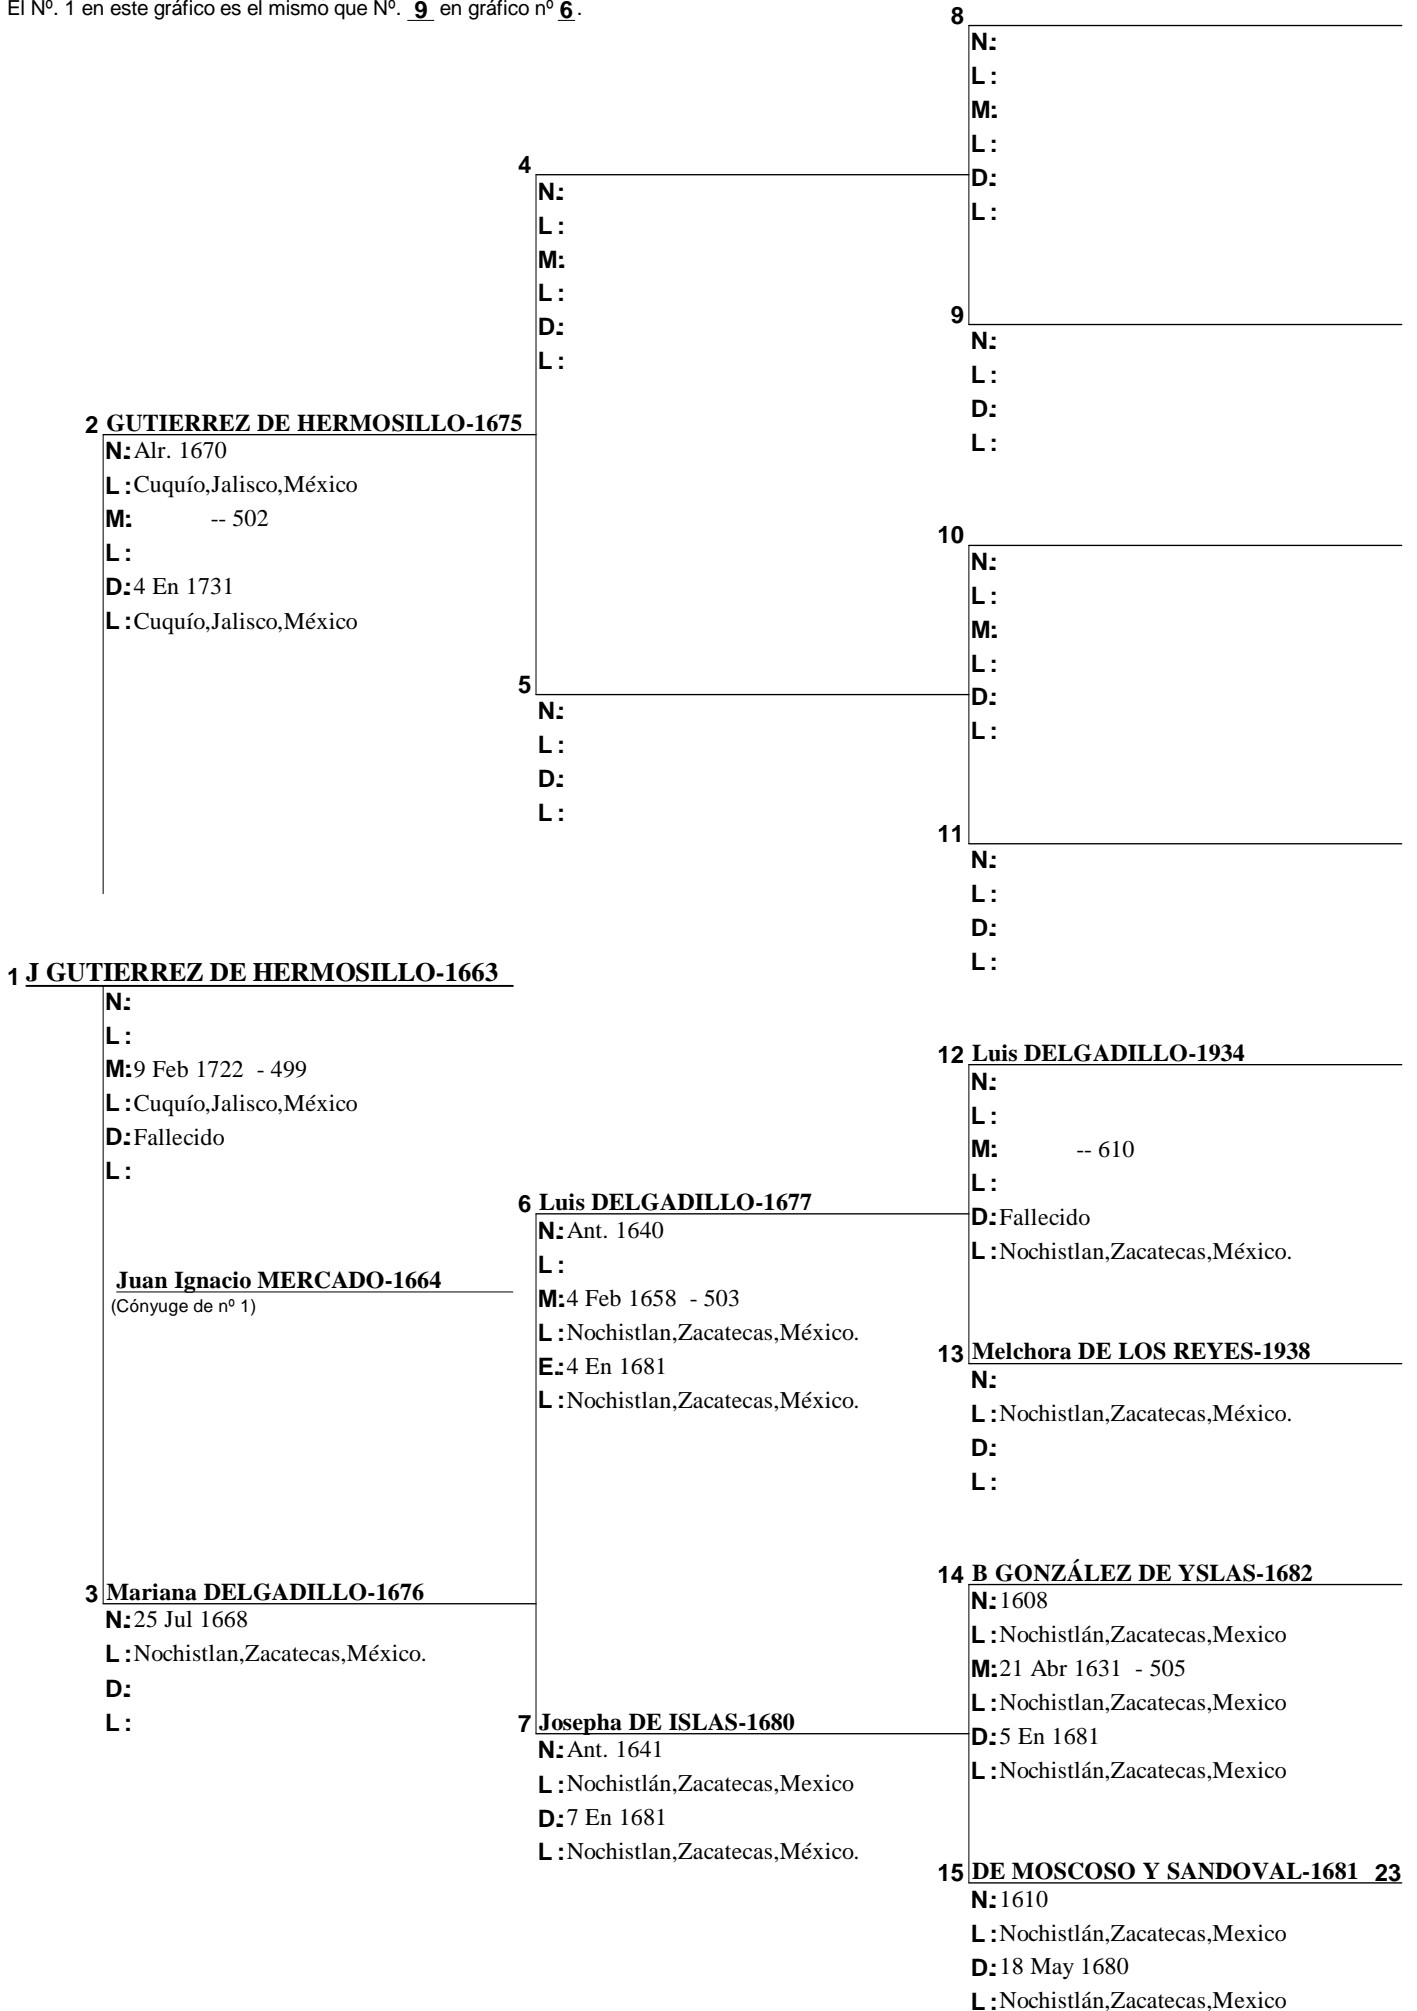 El Nº. 1 en este gráfico es el mismo que Nº. 9 en gráfico nº 6.
8
N:
L:
M:
L:
D:
L:
4
N:
L:
M:
L:
D:
L:
9
N:
L:
D:
L:
2 GUTIERREZ DE HERMOSILLO-1675
N: Alr. 1670
L: Cuquío,Jalisco,México
M: -- 502
L:
D: 4 En 1731
L: Cuquío,Jalisco,México
10
N:
L:
M:
L:
D:
L:
5
N:
L:
D:
L:
11
N:
L:
D:
L:
1 J GUTIERREZ DE HERMOSILLO-1663
N:
L:
M: 9 Feb 1722 - 499
L: Cuquío,Jalisco,México
D: Fallecido
L:
Juan Ignacio MERCADO-1664
(Cónyuge de nº 1)
12 Luis DELGADILLO-1934
N:
L:
M: -- 610
L:
D: Fallecido
L: Nochistlan,Zacatecas,México.
6 Luis DELGADILLO-1677
N: Ant. 1640
L:
M: 4 Feb 1658 - 503
L: Nochistlan,Zacatecas,México.
E: 4 En 1681
L: Nochistlan,Zacatecas,México.
13 Melchora DE LOS REYES-1938
N:
L: Nochistlan,Zacatecas,México.
D:
L:
3 Mariana DELGADILLO-1676
N: 25 Jul 1668
L: Nochistlan,Zacatecas,México.
D:
L:
14 B GONZÁLEZ DE YSLAS-1682
N: 1608
L: Nochistlán,Zacatecas,Mexico
M: 21 Abr 1631 - 505
L: Nochistlan,Zacatecas,Mexico
D: 5 En 1681
L: Nochistlán,Zacatecas,Mexico
7 Josepha DE ISLAS-1680
N: Ant. 1641
L: Nochistlán,Zacatecas,Mexico
D: 7 En 1681
L: Nochistlan,Zacatecas,México.
15 DE MOSCOSO Y SANDOVAL-1681 23
N: 1610
L: Nochistlán,Zacatecas,Mexico
D: 18 May 1680
L: Nochistlán,Zacatecas,Mexico